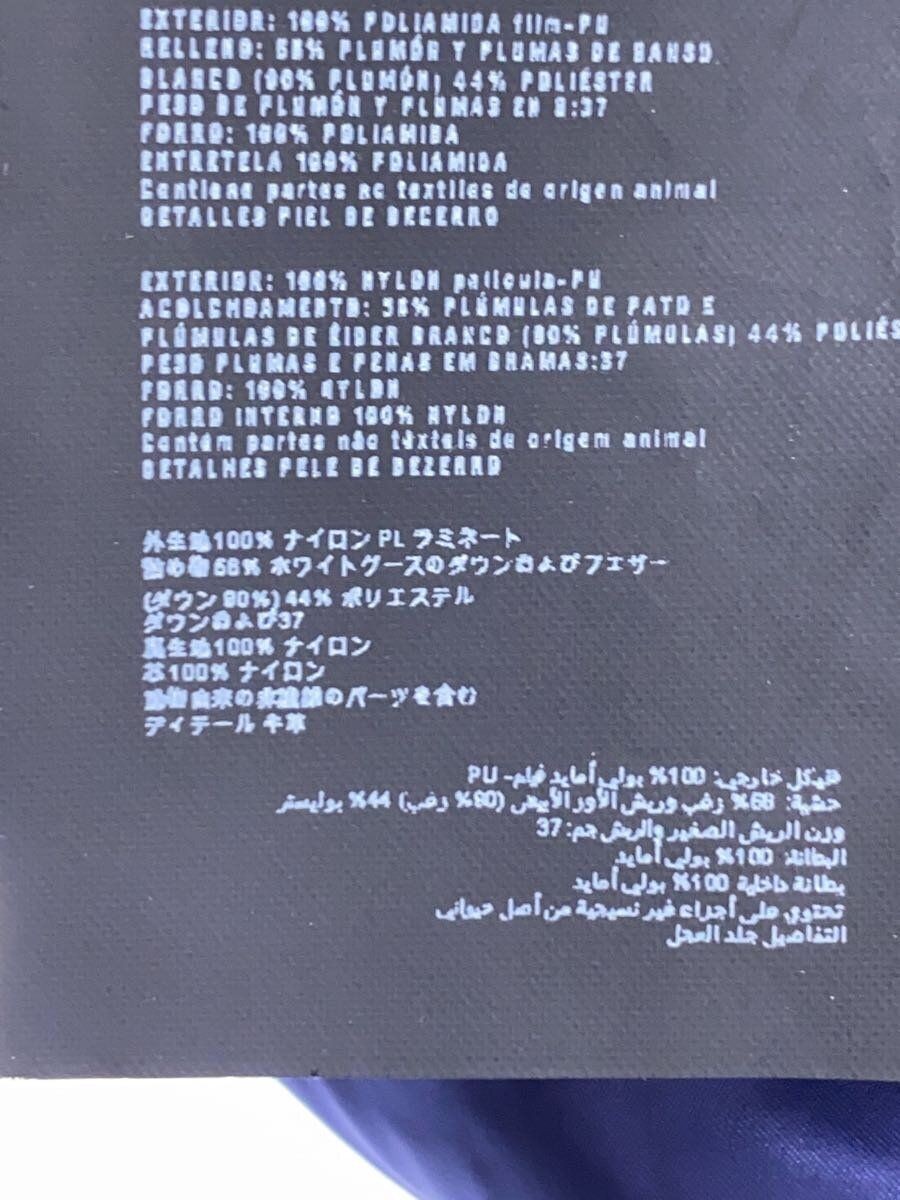 EXTERIOR: 100% POLIAMIDA film-PU
RELLENO: 56% PLUMÓN Y PLUMAS DE GANSO
BLANCO (90% PLUMÓN) 44% POLIÉSTER
PESO DE PLUMÓN Y PLUMAS EN G:37
FORRO: 100% POLIAMIDA
ENTRETELA 100% POLIAMIDA
Contiene partes no textiles de origen animal
DETALLES PIEL DE BECERRO
EXTERIOR: 100% NYLON pelicula-PU
ACOLCHOAMENTO: 56% PLÚMULAS DE PATO E
PLÚMULAS DE ÉIDER BRANCO (90% PLÚMULAS) 44% POLIÉS
PESO PLUMAS E PENAS EM GRAMAS:37
FORRO: 100% NYLON
FORRO INTERNO 100% NYLON
Contém partes não têxteis de origem animal
DETALHES PELE DE BEZERRO
外生地100% ナイロン PL ラミネート
詰め物56% ホワイトグースのダウンおよびフェザー
(ダウン 90%) 44% ポリエステル
ダウンおよび37
裏生地100% ナイロン
芯100% ナイロン
動物由来の非繊維のパーツを含む
ディテール 牛革
هيكل خارجي: 100% بولي أمايد فيلم- PU
حشية: 56% زغب وريش الأوز الأبيض (90% زغب) 44% بوليستر
وزن الريش الصغير والريش جم: 37
البطانة: 100% بولي أمايد
بطانة داخلية 100% بولي أمايد
تحتوي على أجزاء غير نسيجية من أصل حيواني
التفاصيل جلد العجل